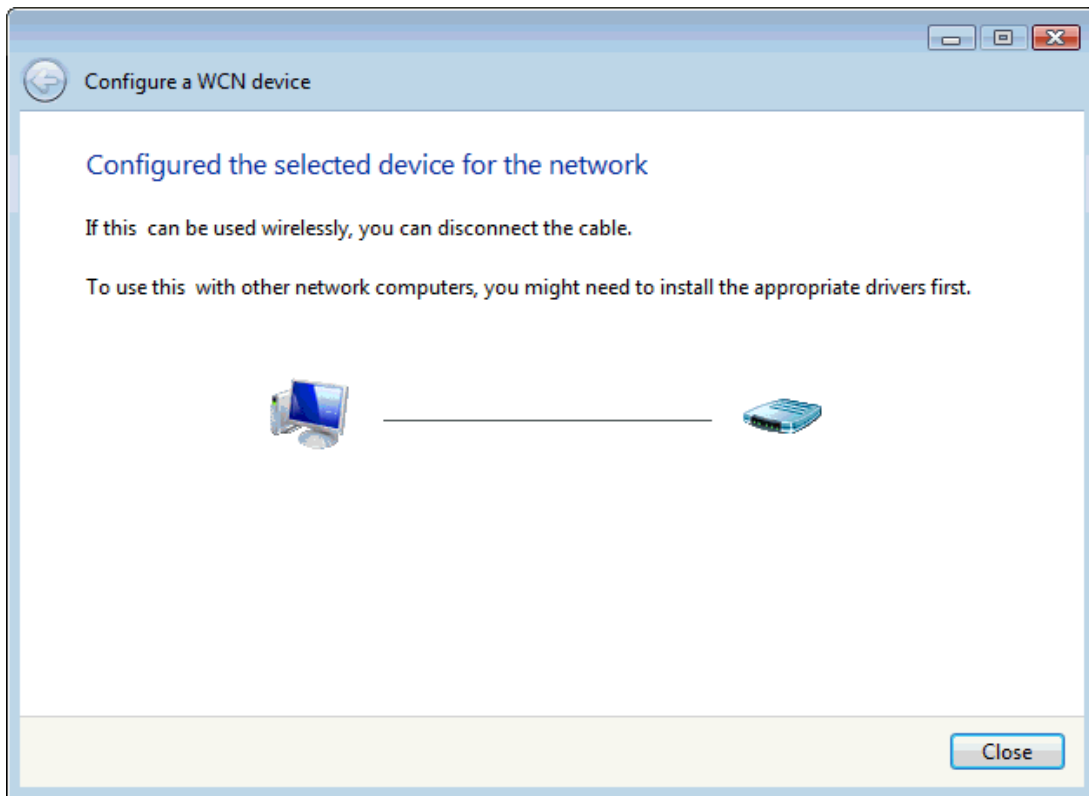 Configure a WCN device
Configured the selected device for the network
If this  can be used wirelessly, you can disconnect the cable.
To use this  with other network computers, you might need to install the appropriate drivers first.
Close